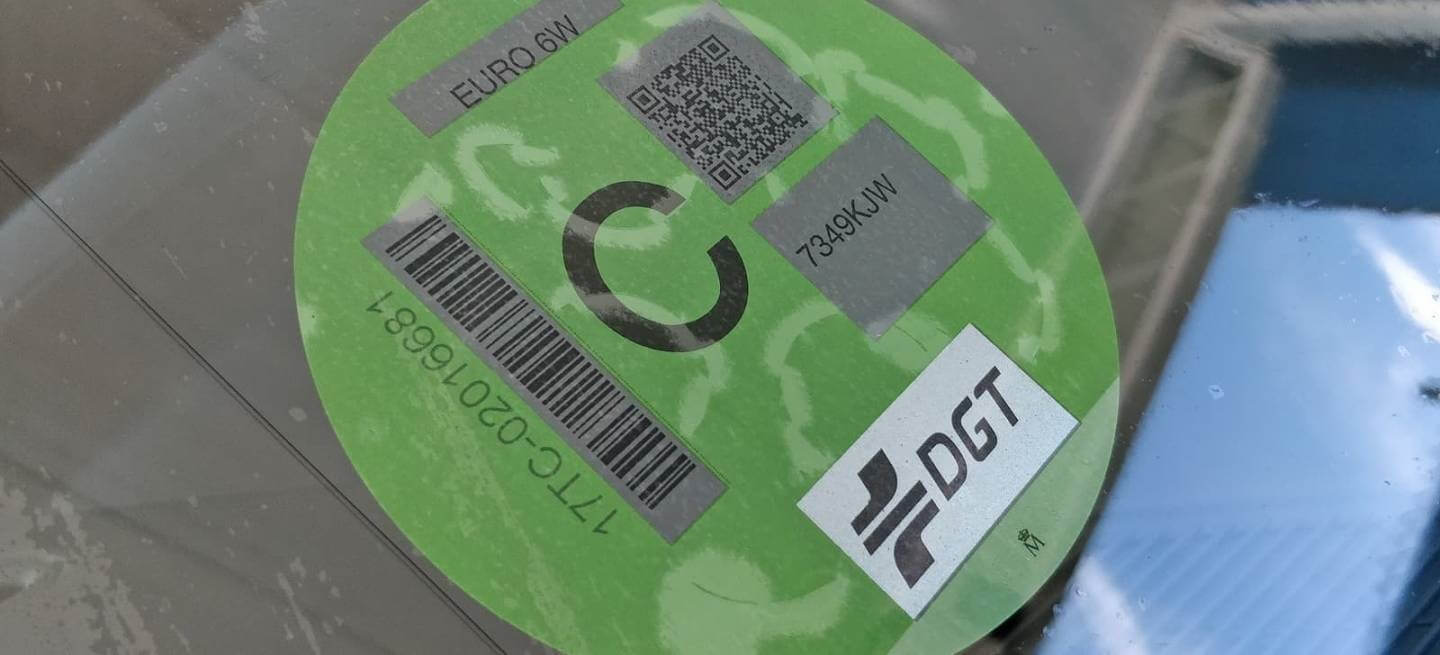 EURO 6W
C
7349KJW
17TC-02016681
DGT
M